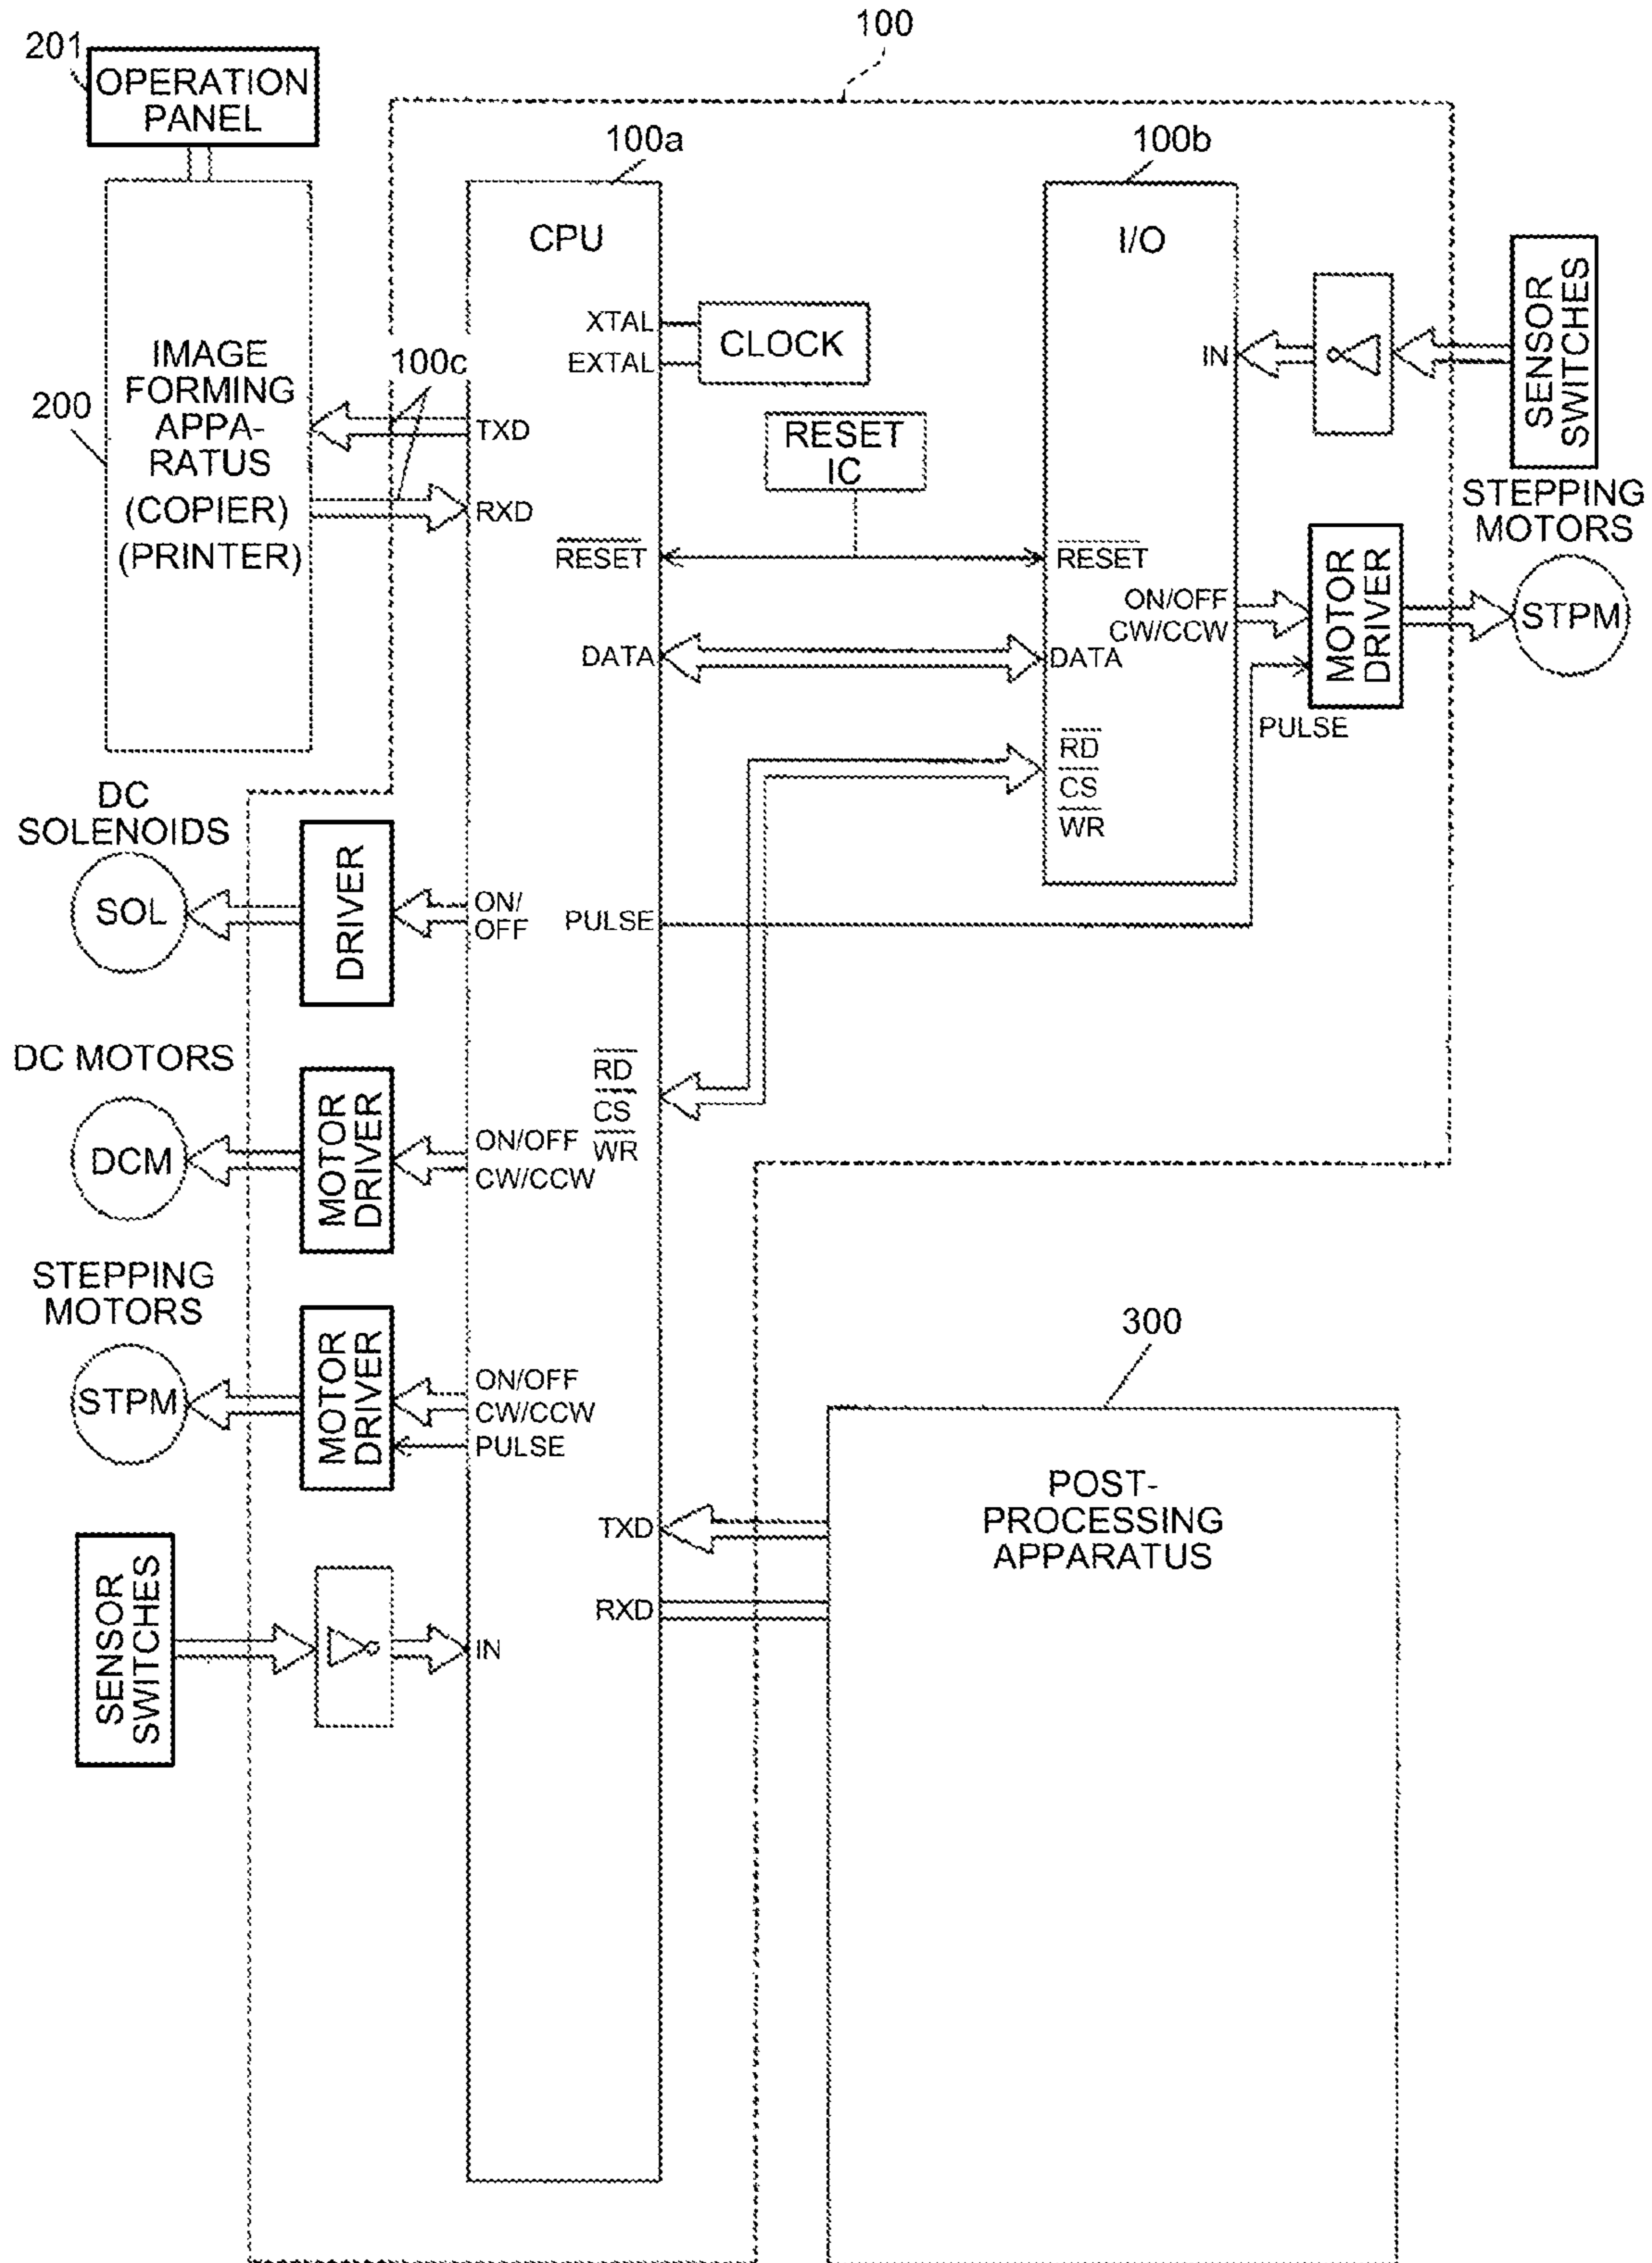 100
201
OPERATION
PANEL
100a
100b
CPU
I/O
SENSOR
SWITCHES
XTAL
EXTAL
CLOCK
IN
IMAGE
FORMING
APPA-
RATUS
(COPIER)
(PRINTER)
200
100c
TXD
RXD
RESET
IC
RESET
RESET
STEPPING
MOTORS
ON/OFF
CW/CCW
MOTOR
DRIVER
STPM
DATA
DATA
PULSE
RD
CS
WR
DC
SOLENOIDS
SOL
DRIVER
ON/
OFF
PULSE
DC MOTORS
DCM
MOTOR
DRIVER
ON/OFF
CW/CCW
RD
CS
WR
STEPPING
MOTORS
STPM
MOTOR
DRIVER
ON/OFF
CW/CCW
PULSE
300
POST-
PROCESSING
APPARATUS
TXD
RXD
SENSOR
SWITCHES
IN